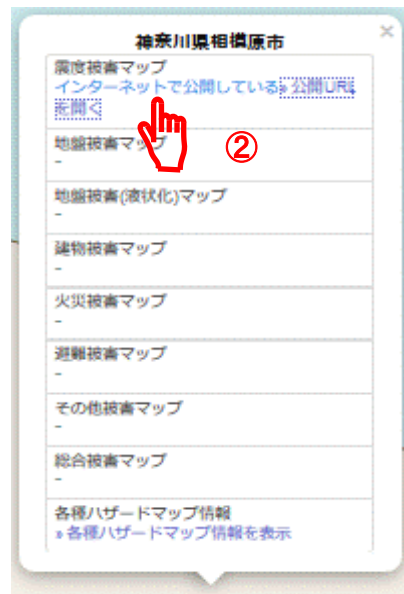 神奈川県相模原市
×
震度被害マップ
インターネットで公開している» 公開URL
を開く
②
地盤被害マップ
-
地盤被害(液状化)マップ
-
建物被害マップ
-
火災被害マップ
-
避難被害マップ
-
その他被害マップ
-
総合被害マップ
-
各種ハザードマップ情報
» 各種ハザードマップ情報を表示